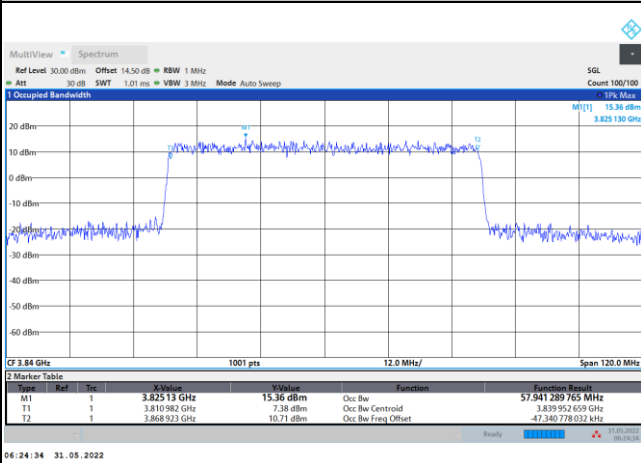 MultiView Spectrum
Ref Level 30.00 dBm Offset 14.50 dB RBW 1 MHz SGL
Att 30 dB SWT 1.01 ms VBW 3 MHz Mode Auto Sweep Count 100/100
1 Occupied Bandwidth 1Pk Max
M1[1] 15.36 dBm
3.825 130 GHz
M1
20 dBm
T1 T2
10 dBm
0 dBm
-10 dBm
-20 dBm
-30 dBm
-40 dBm
-50 dBm
-60 dBm
CF 3.84 GHz 1001 pts 12.0 MHz/ Span 120.0 MHz
2 Marker Table
Type Ref Trc X-Value Y-Value Function Function Result
M1 1 3.825 13 GHz 15.36 dBm Occ Bw 57.941 289 765 MHz
T1 1 3.810 982 GHz 7.38 dBm Occ Bw Centroid 3.839 952 659 GHz
T2 1 3.868 923 GHz 10.71 dBm Occ Bw Freq Offset -47.340 778 032 kHz
Ready 31.05.2022
06:24:34
06:24:34 31.05.2022